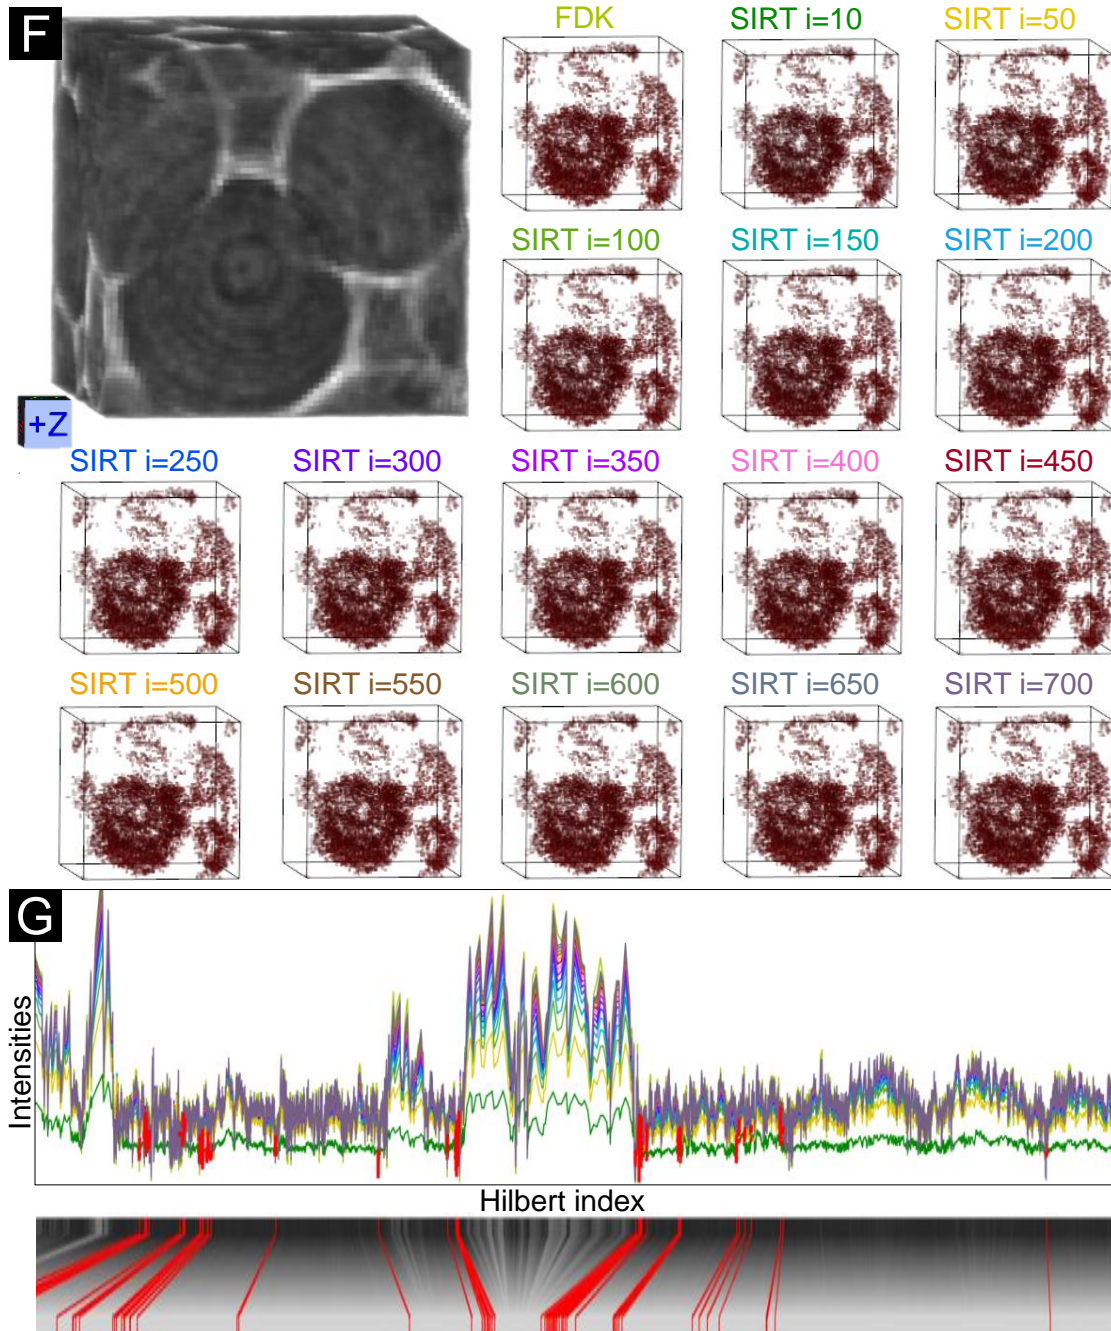 F
FDK
SIRT i=10
SIRT i=50
SIRT i=100
SIRT i=150
SIRT i=200
+Z
SIRT i=250
SIRT i=300
SIRT i=350
SIRT i=400
SIRT i=450
SIRT i=500
SIRT i=550
SIRT i=600
SIRT i=650
SIRT i=700
G
Intensities
Hilbert index